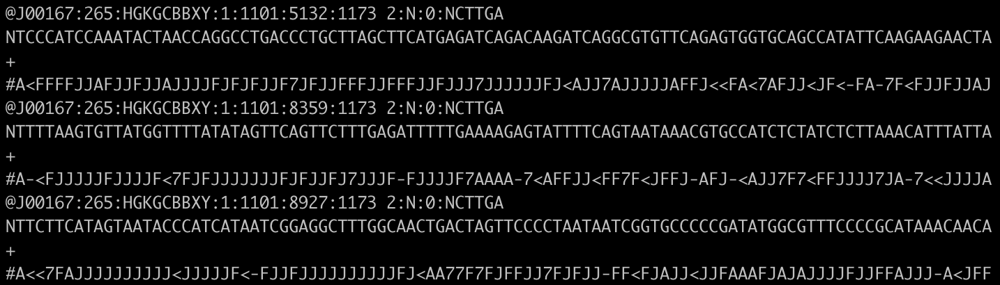 @J00167:265:HGKGCBBXY:1:1101:5132:1173 2:N:0:NCTTGA
NTCCCATCCAAATACTAACCAGGCCTGACCCTGCTTAGCTTCATGAGATCAGACAAGATCAGGCGTGTTCAGAGTGGTGCAGCCATATTCAAGAAGAACTA
+
#A<FFFFJJAFJJFJJAJJJJFJFJFJJF7JFJJFFFJJFFFJJFJJJ7JJJJJJFJ<AJJ7AJJJJJAFFJ<<FA<7AFJJ<JF<-FA-7F<FJJFJJAJ
@J00167:265:HGKGCBBXY:1:1101:8359:1173 2:N:0:NCTTGA
NTTTTAAGTGTTATGGTTTTATATAGTTCAGTTCTTTGAGATTTTTGAAAAGAGTATTTTCAGTAATAAACGTGCCATCTCTATCTCTTAAACATTTATTA
+
#A-<FJJJJJFJJJJF<7FJFJJJJJJJFJFJJFJ7JJJF-FJJJJF7AAAA-7<AFFJJ<FF7F<JFFJ-AFJ-<AJJ7F7<FFJJJJ7JA-7<<JJJJA
@J00167:265:HGKGCBBXY:1:1101:8927:1173 2:N:0:NCTTGA
NTTCTTCATAGTAATACCCATCATAATCGGAGGCTTTGGCAACTGACTAGTTCCCCTAATAATCGGTGCCCCCGATATGGCGTTTCCCCGCATAAACAACA
+
#A<<7FAJJJJJJJJJJ<JJJJJF<-FJJFJJJJJJJJJJFJ<AA77F7FJFFJJ7FJFJJ-FF<FJAJJ<JJFAAAFJAJAJJJJFJJFFAJJJ-A<JFF